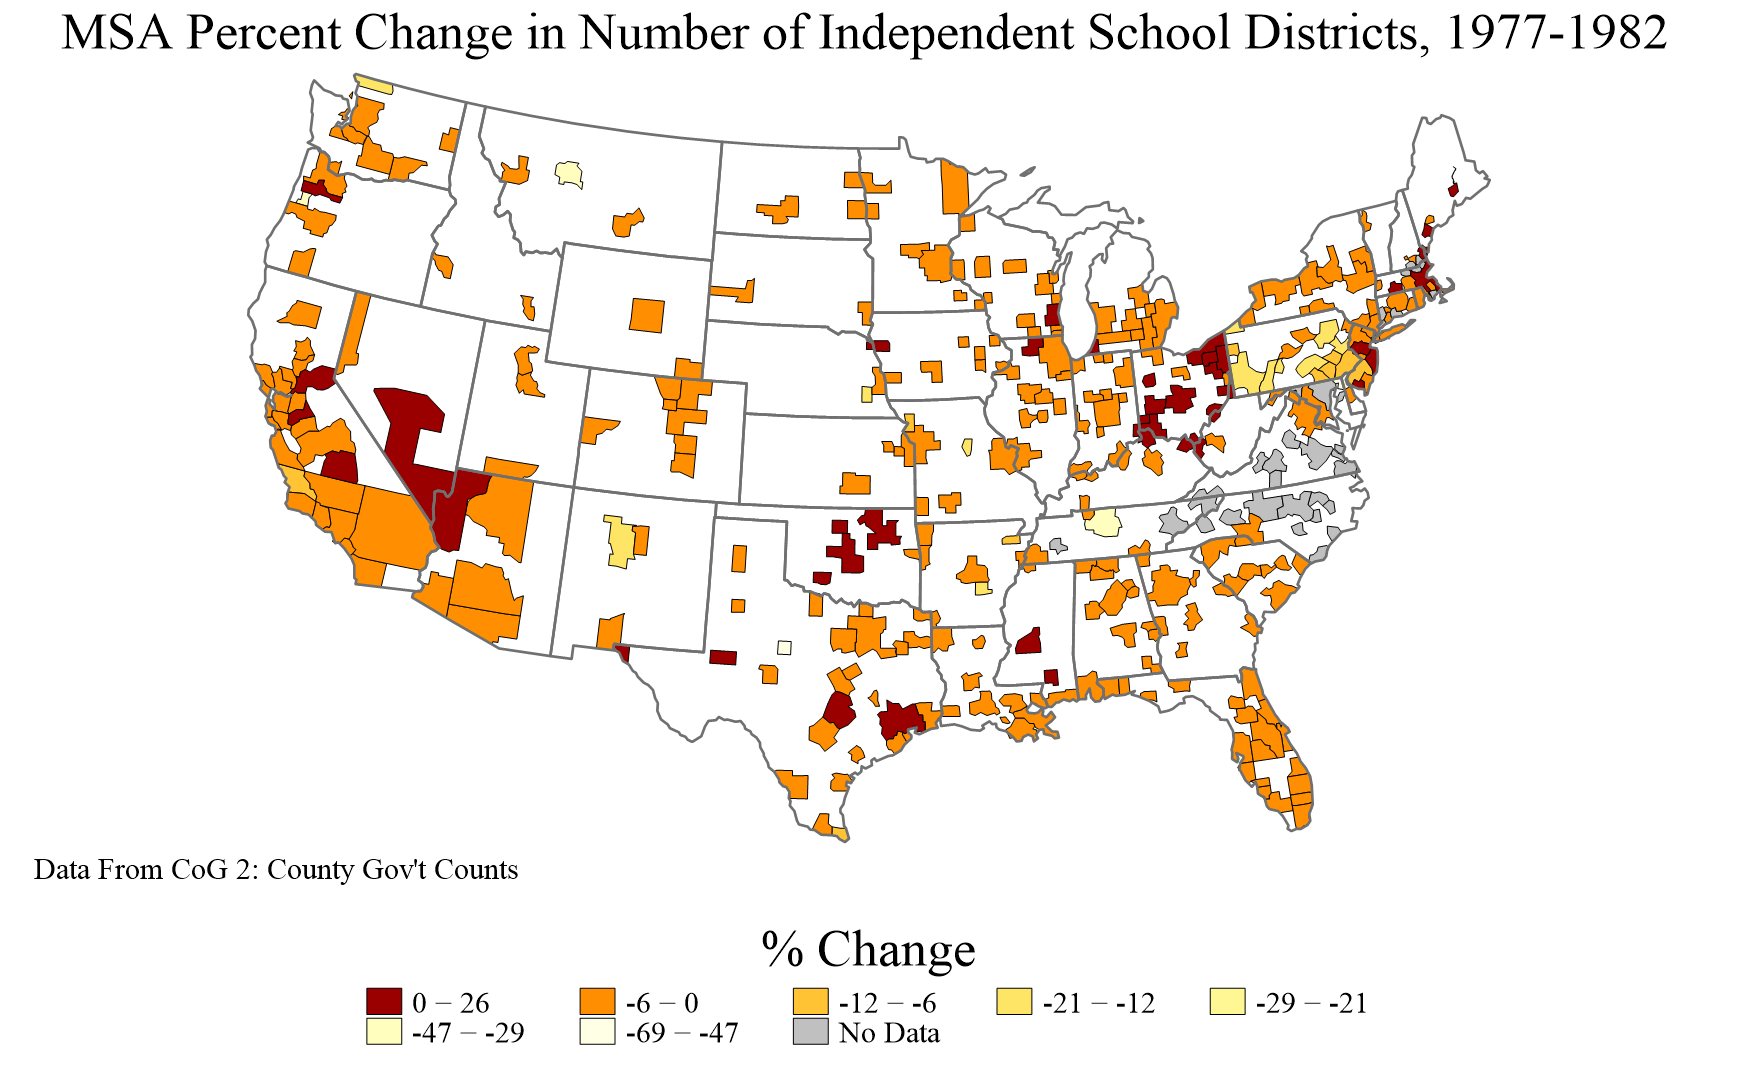 MSA Percent Change in Number of Independent School Districts, 1977-1982
Data From CoG 2: County Gov't Counts
% Change
0 – 26
-6 – 0
-12 – -6
-21 – -12
-29 – -21
-47 – -29
-69 – -47
No Data